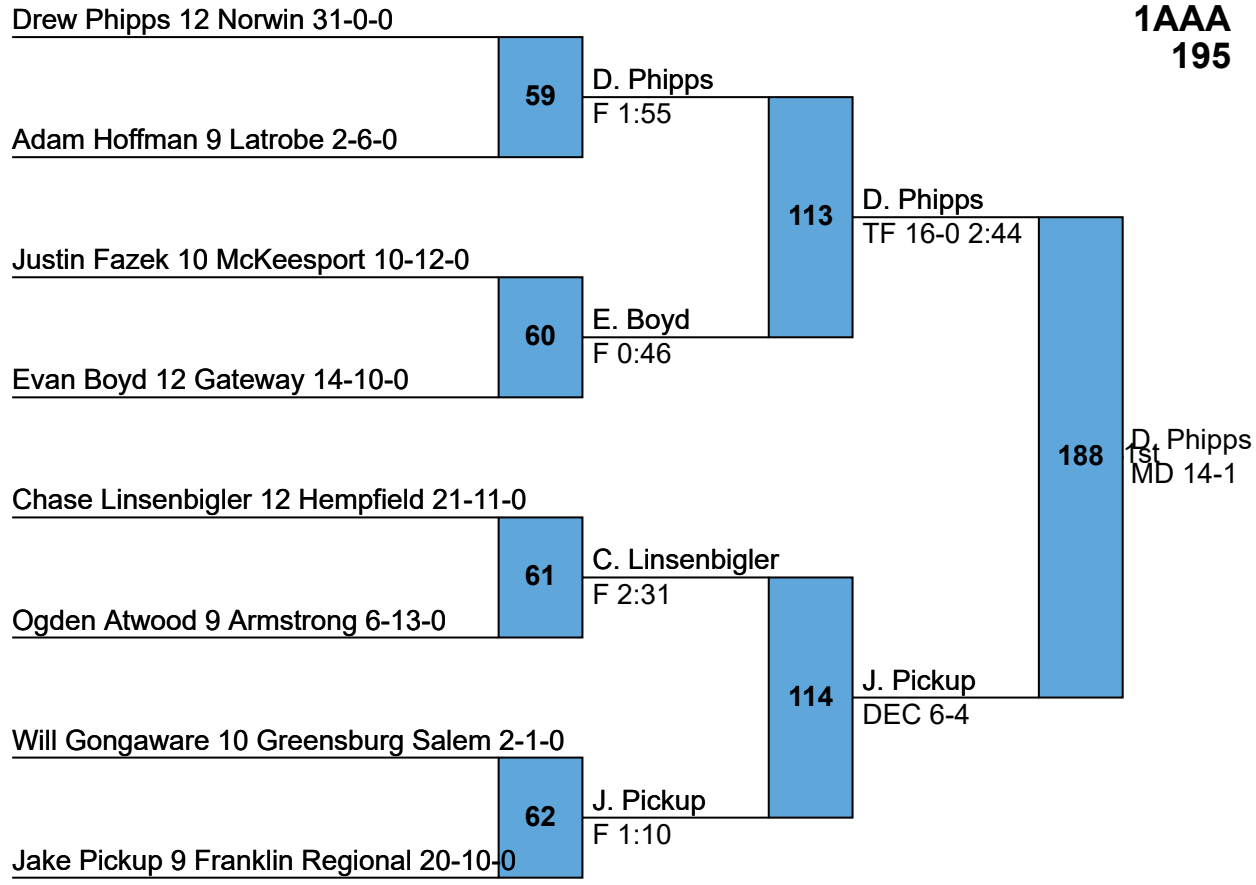 Drew Phipps 12 Norwin 31-0-0
1AAA
195
59
D. Phipps
F 1:55
Adam Hoffman 9 Latrobe 2-6-0
113
D. Phipps
TF 16-0 2:44
Justin Fazek 10 McKeesport 10-12-0
60
E. Boyd
F 0:46
Evan Boyd 12 Gateway 14-10-0
188
D. Phipps
1st
MD 14-1
Chase Linsenbigler 12 Hempfield 21-11-0
61
C. Linsenbigler
F 2:31
Ogden Atwood 9 Armstrong 6-13-0
114
J. Pickup
DEC 6-4
Will Gongaware 10 Greensburg Salem 2-1-0
62
J. Pickup
F 1:10
Jake Pickup 9 Franklin Regional 20-10-0